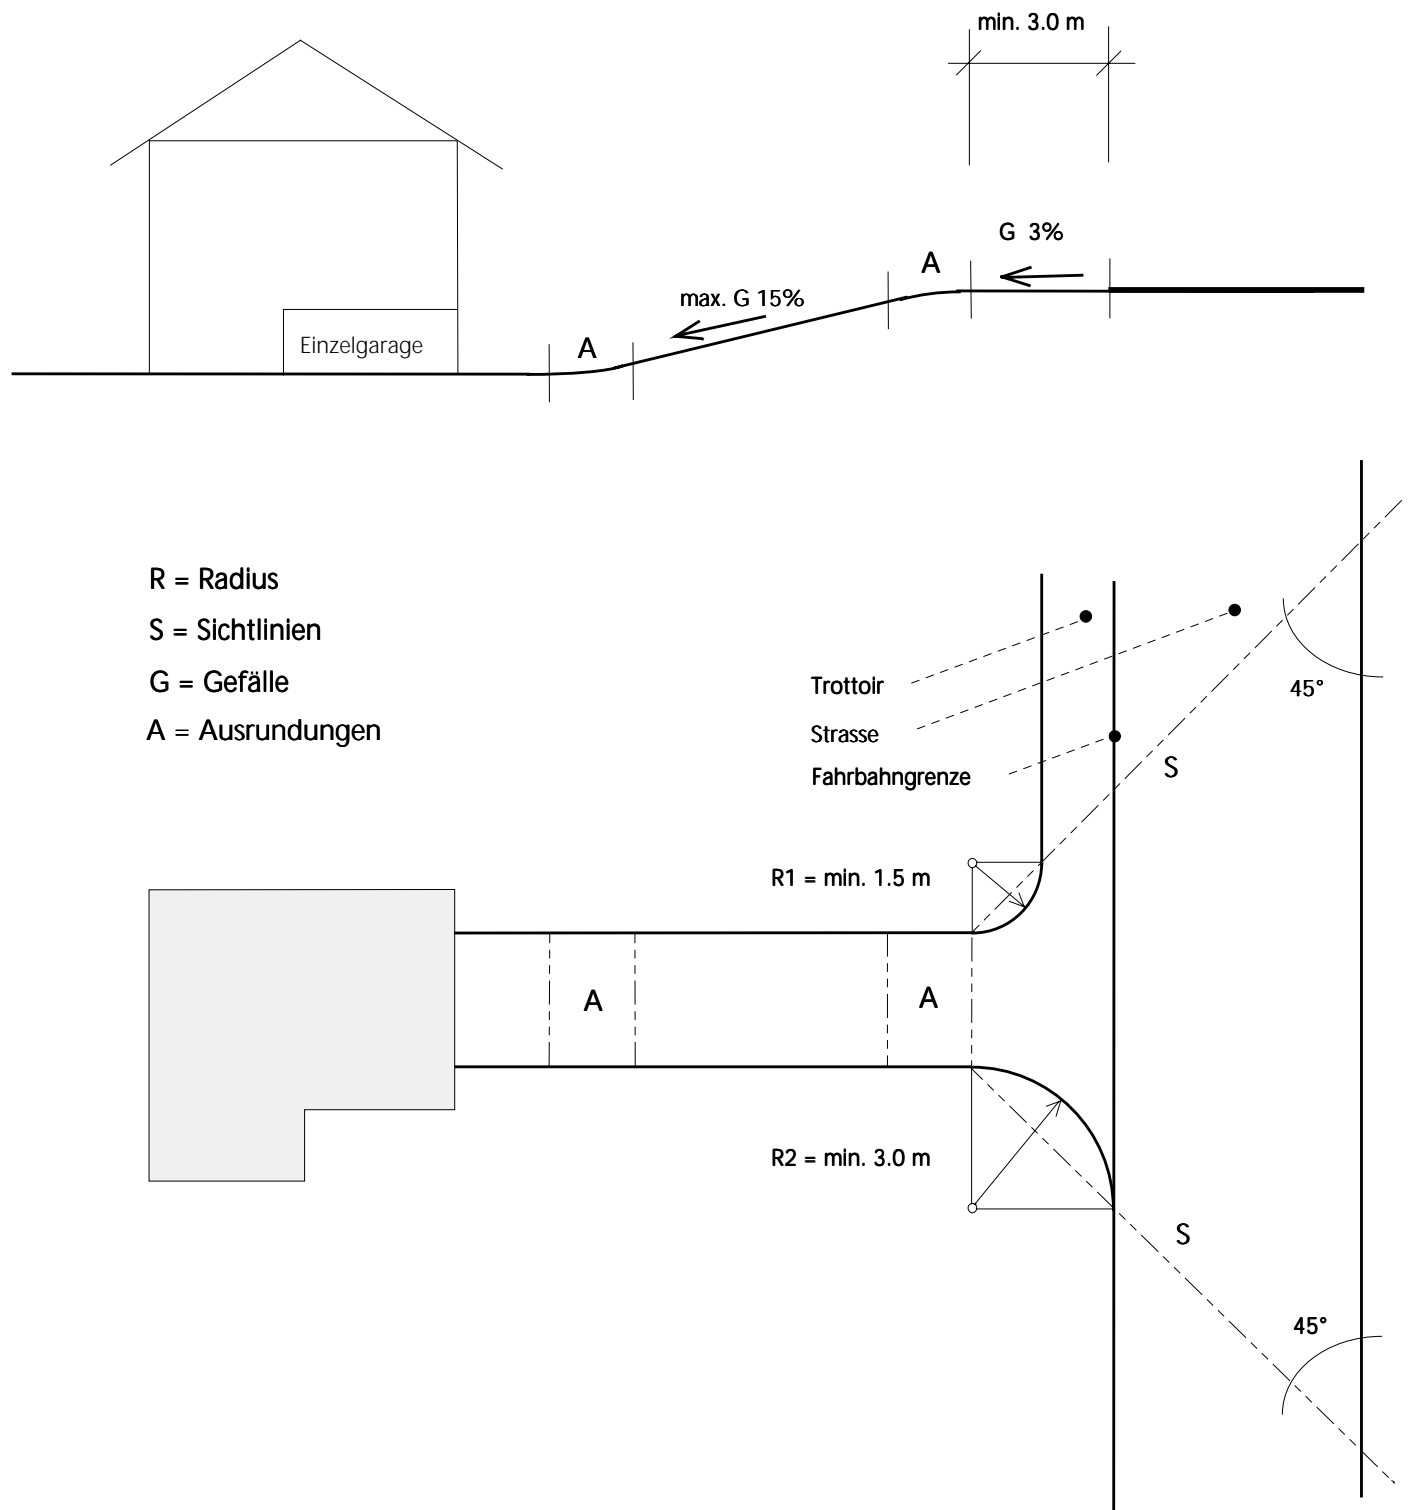 min. 3.0 m
G 3%
A
max. G 15%
A
Einzelgarage
R = Radius
S = Sichtlinien
G = Gefälle
A = Ausrundungen
Trottoir
Strasse
Fahrbahngrenze
45°
S
R1 = min. 1.5 m
A
A
R2 = min. 3.0 m
S
45°